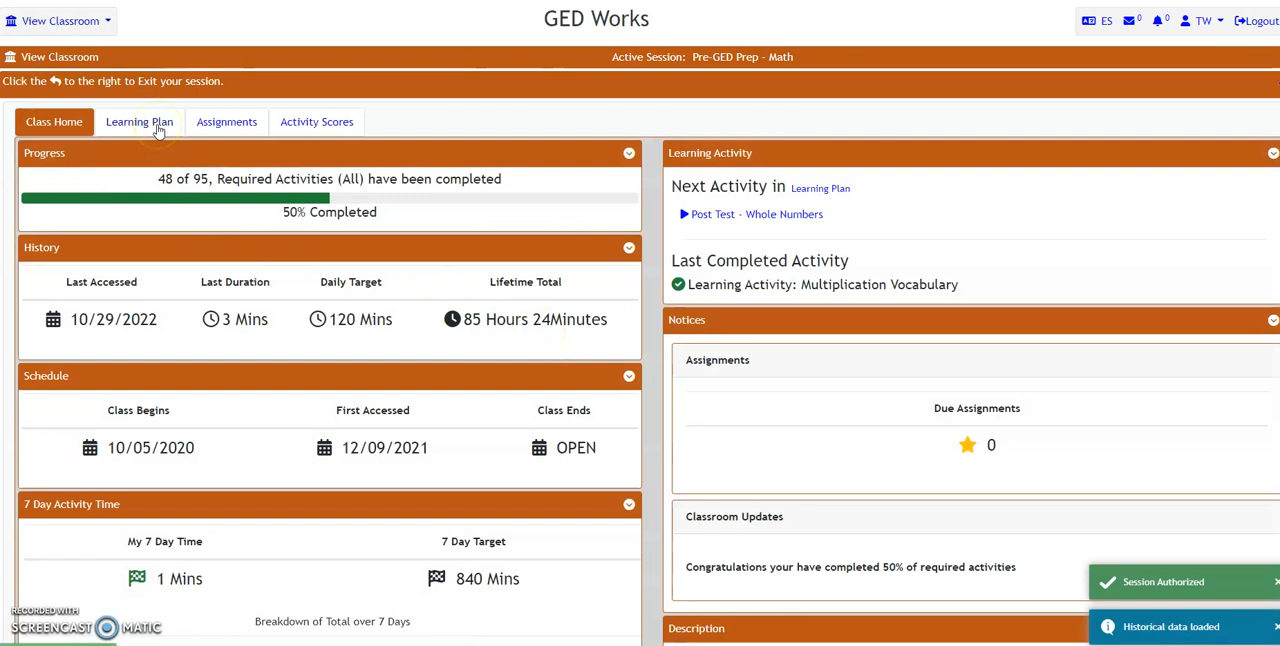 View Classroom
GED Works
ES 0 0 TW Logout
View Classroom
Active Session: Pre-GED Prep - Math
Click the to the right to Exit your session.
Class Home Learning Plan Assignments Activity Scores
Progress
48 of 95, Required Activities (All) have been completed
50% Completed
History
Last Accessed Last Duration Daily Target Lifetime Total
10/29/2022 3 Mins 120 Mins 85 Hours 24Minutes
Schedule
Class Begins First Accessed Class Ends
10/05/2020 12/09/2021 OPEN
7 Day Activity Time
My 7 Day Time 7 Day Target
1 Mins 840 Mins
Breakdown of Total over 7 Days
RECORDED WITH
SCREENCAST MATIC
Learning Activity
Next Activity in Learning Plan
Post Test - Whole Numbers
Last Completed Activity
Learning Activity: Multiplication Vocabulary
Notices
Assignments
Due Assignments
0
Classroom Updates
Congratulations your have completed 50% of required activities
Description
Session Authorized ×
Historical data loaded ×